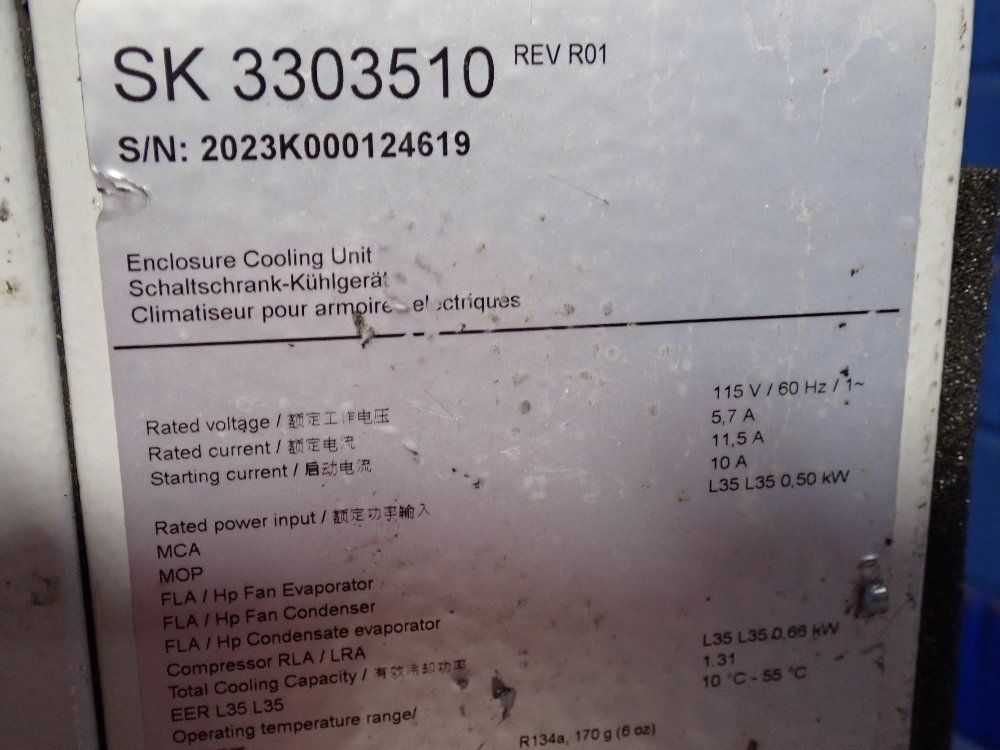 SK 3303510 REV R01
S/N: 2023K000124619
Enclosure Cooling Unit
Schaltschrank-Kühlgerät
Climatiseur pour armoires electriques
115 V / 60 Hz / 1~
Rated voltage / 额定工作电压 5,7 A
Rated current / 额定电流 11,5 A
Starting current / 启动电流 10 A
L35 L35 0,50 kW
Rated power input / 额定功率输入
MCA
MOP
FLA / Hp Fan Evaporator
FLA / Hp Fan Condenser
FLA / Hp Condensate evaporator
Compressor RLA / LRA L35 L35 0,66 kW
Total Cooling Capacity / 有效冷却功率 1.31
EER L35 L35 10 °C - 55 °C
Operating temperature range/
R134a, 170 g (6 oz)